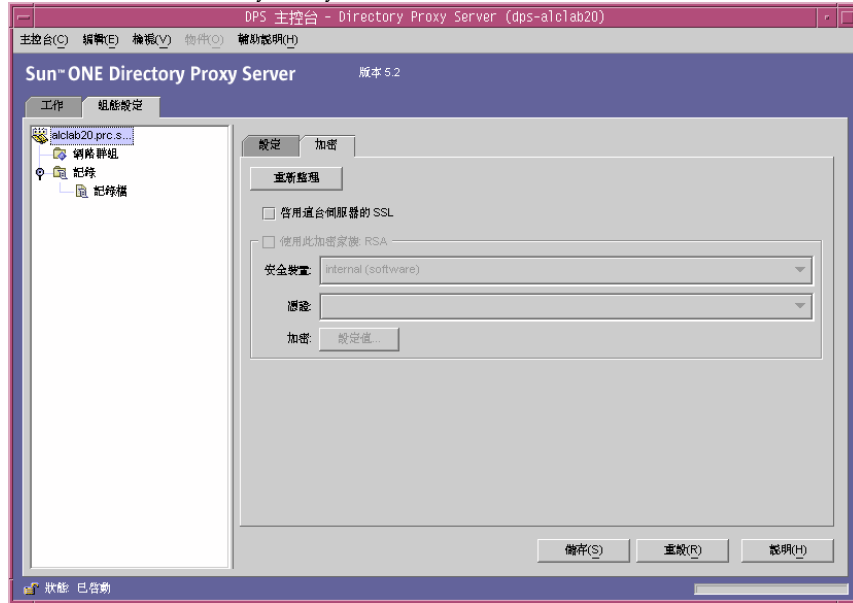 DPS 主控台 - Directory Proxy Server (dps-alclab20)
主控台(C) 編輯(E) 檢視(V) 物件(O) 輔助說明(H)
Sun™ ONE Directory Proxy Server 版本 5.2
工作 組態設定
alclab20.prc.s...
網路群組
記錄
記錄檔
設定 加密
重新整理
啓用這台伺服器的 SSL
使用此加密家族: RSA
安全裝置: internal (software)
憑證:
加密: 設定值...
儲存(S) 重設(R) 說明(H)
狀態: 已啓動